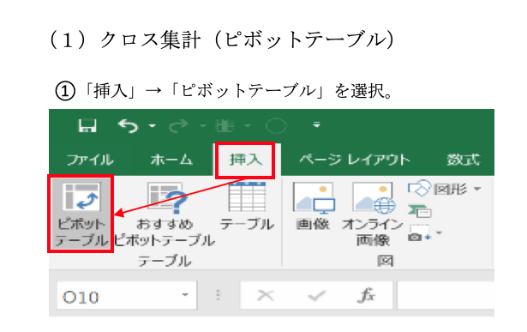 （１）クロス集計（ピボットテーブル）
①「挿入」→「ピボットテーブル」を選択。
ファイル ホーム 挿入 ページ レイアウト 数式
ピボット
テーブル
おすすめ
ピボットテーブル
テーブル
画像
オンライン
画像
図形
テーブル
図
O10
fx